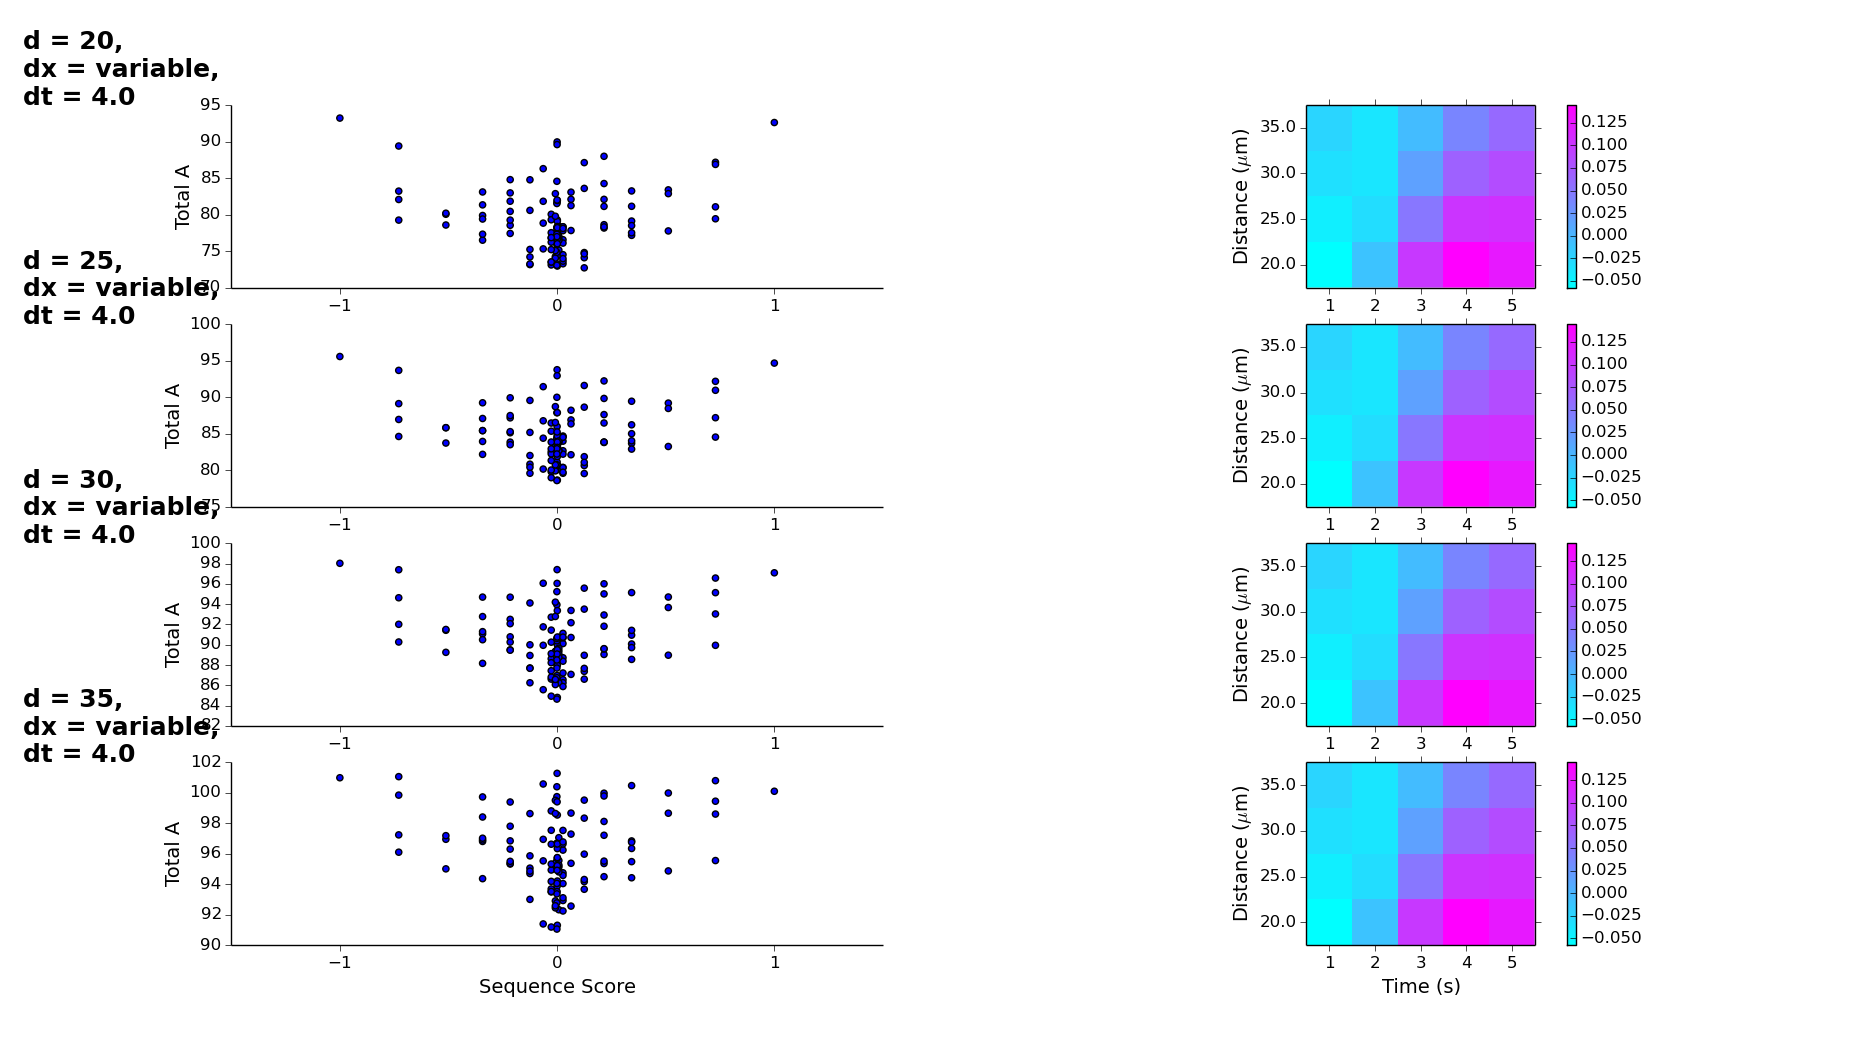 d = 20,
dx = variable,
dt = 4.0
95
90
85
80
75
70
Total A
−1 0 1
35.0
30.0
25.0
20.0
Distance (μm)
1 2 3 4 5
0.125
0.100
0.075
0.050
0.025
0.000
−0.025
−0.050
d = 25,
dx = variable,
dt = 4.0
100
95
90
85
80
75
Total A
−1 0 1
35.0
30.0
25.0
20.0
Distance (μm)
1 2 3 4 5
0.125
0.100
0.075
0.050
0.025
0.000
−0.025
−0.050
d = 30,
dx = variable,
dt = 4.0
100
98
96
94
92
90
88
86
84
82
Total A
−1 0 1
35.0
30.0
25.0
20.0
Distance (μm)
1 2 3 4 5
0.125
0.100
0.075
0.050
0.025
0.000
−0.025
−0.050
d = 35,
dx = variable,
dt = 4.0
102
100
98
96
94
92
90
Total A
−1 0 1
Sequence Score
35.0
30.0
25.0
20.0
Distance (μm)
1 2 3 4 5
Time (s)
0.125
0.100
0.075
0.050
0.025
0.000
−0.025
−0.050